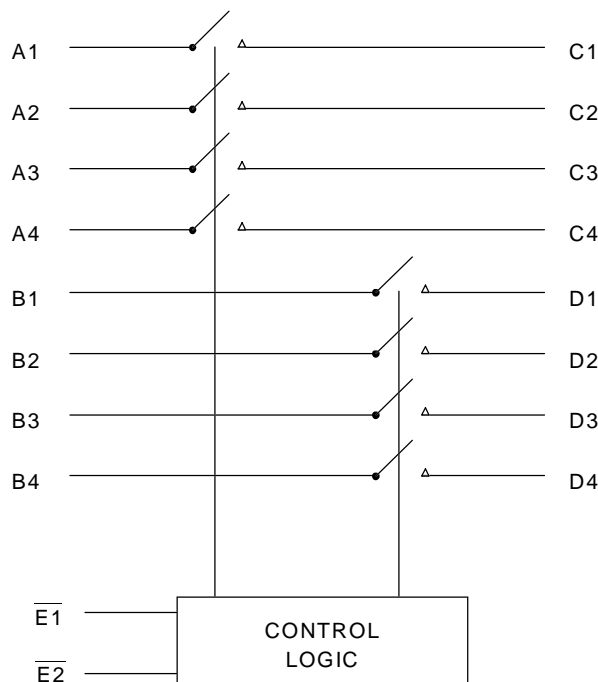 A1 C1
A2 C2
A3 C3
A4 C4
B1 D1
B2 D2
B3 D3
B4 D4
E1
CONTROL
E2
LOGIC